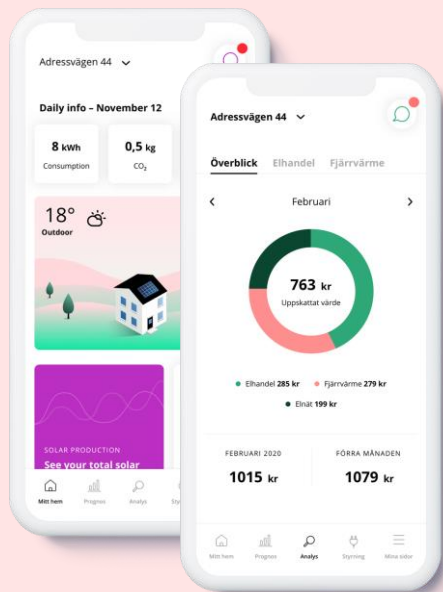 Adressvägen 44
Daily info – November 12
8 kWh
Consumption
0,5 kg
CO₂
18°
Outdoor
SOLAR PRODUCTION
See your total solar
Mitt hem
Prognos
Analys
Adressvägen 44
Överblick Elhandel Fjärrvärme
Februari
763 kr
Uppskattat värde
Elhandel 285 kr Fjärrvärme 279 kr
Elnät 199 kr
FEBRUARI 2020 FÖRRA MÅNADEN
1015 kr 1079 kr
Mitt hem Prognos Analys Styrning Mina sidor